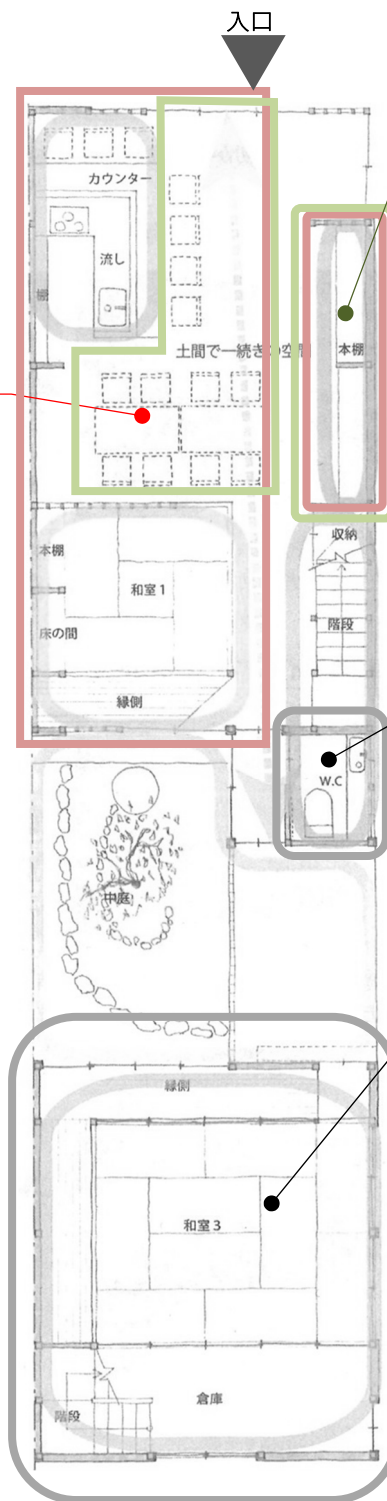 入口
カウンター
流し
棚
土間で一続きの空間
本棚
収納
本棚
和室1
床の間
階段
縁側
W.C
中庭
縁側
和室3
倉庫
階段